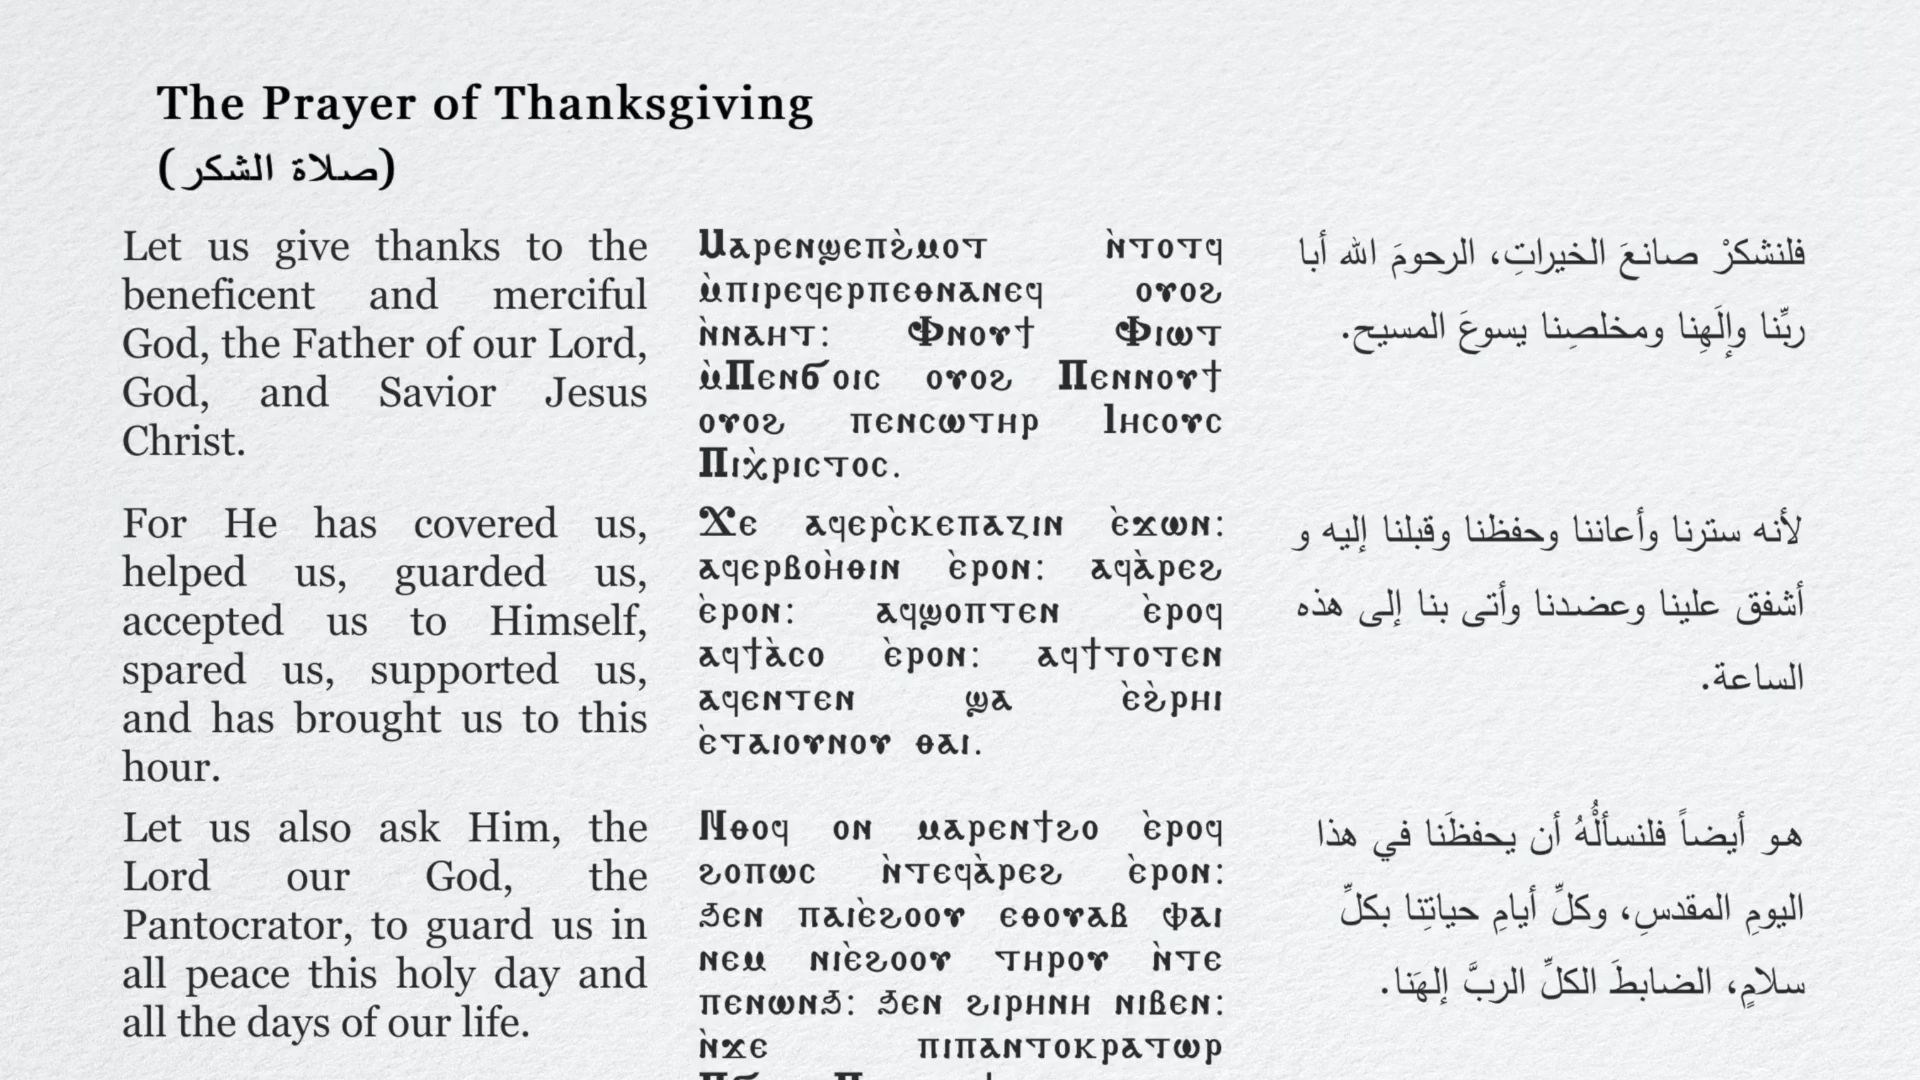 The Prayer of Thanksgiving
(صلاة الشكر)
Let us give thanks to the
beneficent and merciful
God, the Father of our Lord,
God, and Savior Jesus
Christ.
Ⲙⲁⲣⲉⲛϣⲉⲡϩ̀ⲙⲟⲧ ⲛ̀ⲧⲟⲧϥ
ⲙ̀ⲡⲓⲣⲉϥⲉⲣⲡⲉⲑⲛⲁⲛⲉϥ ⲟⲩⲟϩ
ⲛ̀ⲛⲁⲏⲧ: Ⲫⲛⲟⲩϯ Ⲫⲓⲱⲧ
ⲙ̀Ⲡⲉⲛϭⲟⲓⲥ ⲟⲩⲟϩ Ⲡⲉⲛⲛⲟⲩϯ
ⲟⲩⲟϩ ⲡⲉⲛⲥⲱⲧⲏⲣ Ⲓⲏⲥⲟⲩⲥ
Ⲡⲓⲭ̀ⲣⲓⲥⲧⲟⲥ.
فلنشكرْ صانعَ الخيراتِ، الرحومَ الله أبا
ربِّنا وإلَهِنا ومخلصِنا يسوعَ المسيح.
For He has covered us,
helped us, guarded us,
accepted us to Himself,
spared us, supported us,
and has brought us to this
hour.
Ϫⲉ ⲁϥⲉⲣⲥ̀ⲕⲉⲡⲁⲍⲓⲛ ⲉ̀ϫⲱⲛ:
ⲁϥⲉⲣⲃⲟⲏ̀ⲑⲓⲛ ⲉ̀ⲣⲟⲛ: ⲁϥⲁ̀ⲣⲉϩ
ⲉ̀ⲣⲟⲛ: ⲁϥϣⲟⲡⲧⲉⲛ ⲉ̀ⲣⲟϥ
ⲁϥϯⲁ̀ⲥⲟ ⲉ̀ⲣⲟⲛ: ⲁϥϯⲧⲟⲧⲉⲛ
ⲁϥⲉⲛⲧⲉⲛ ϣⲁ ⲉ̀ϩ̀ⲣⲏⲓ
ⲉ̀ⲧⲁⲓⲟⲩⲛⲟⲩ ⲑⲁⲓ.
لأنه سترنا وأعاننا وحفظنا وقبلنا إليه و
أشفق علينا وعضدنا وأتى بنا إلى هذه
الساعة.
Let us also ask Him, the
Lord our God, the
Pantocrator, to guard us in
all peace this holy day and
all the days of our life.
Ⲛⲑⲟϥ ⲟⲛ ⲙⲁⲣⲉⲛϯϩⲟ ⲉ̀ⲣⲟϥ
ϩⲟⲡⲱⲥ ⲛ̀ⲧⲉϥⲁ̀ⲣⲉϩ ⲉ̀ⲣⲟⲛ:
ϧⲉⲛ ⲡⲁⲓⲉ̀ϩⲟⲟⲩ ⲉⲑⲟⲩⲁⲃ ⲫⲁⲓ
ⲛⲉⲙ ⲛⲓⲉ̀ϩⲟⲟⲩ ⲧⲏⲣⲟⲩ ⲛ̀ⲧⲉ
ⲡⲉⲛⲱⲛϧ: ϧⲉⲛ ϩⲓⲣⲏⲛⲏ ⲛⲓⲃⲉⲛ:
ⲛ̀ϫⲉ ⲡⲓⲡⲁⲛⲧⲟⲕⲣⲁⲧⲱⲣ
هو أيضاً فلنسألْهُ أن يحفظَنا في هذا
اليومِ المقدسِ، وكلِّ أيامِ حياتِنا بكلِّ
سلامٍ، الضابطَ الكلِّ الربَّ إلهَنا.